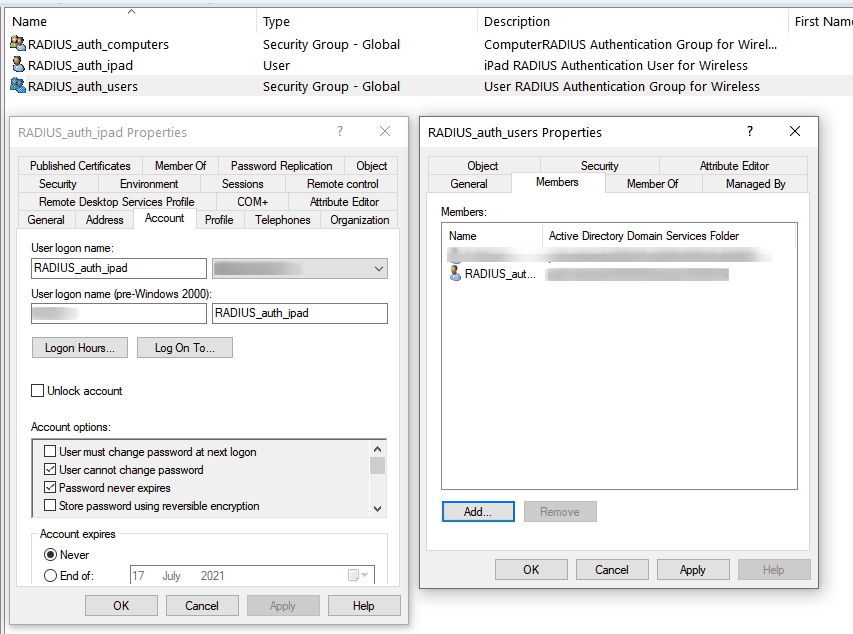 Name Type Description First Name
RADIUS_auth_computers Security Group - Global ComputerRADIUS Authentication Group for Wirel...
RADIUS_auth_ipad User iPad RADIUS Authentication User for Wireless
RADIUS_auth_users Security Group - Global User RADIUS Authentication Group for Wireless
RADIUS_auth_ipad Properties ?
Published Certificates Member Of Password Replication Object
Security Environment Sessions Remote control
Remote Desktop Services Profile COM+ Attribute Editor
General Address Account Profile Telephones Organization
User logon name:
RADIUS_auth_ipad
User logon name (pre-Windows 2000):
RADIUS_auth_ipad
Logon Hours... Log On To...
Unlock account
Account options:
User must change password at next logon
User cannot change password
Password never expires
Store password using reversible encryption
Account expires
Never
End of: 17 July 2021
OK Cancel Apply Help
RADIUS_auth_users Properties ?
Object Security Attribute Editor
General Members Member Of Managed By
Members:
Name Active Directory Domain Services Folder
RADIUS_aut...
Add... Remove
OK Cancel Apply Help